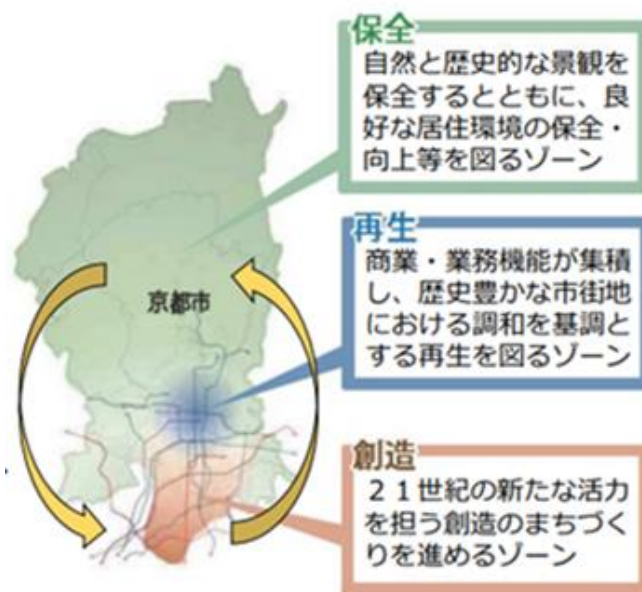 保全
自然と歴史的な景観を
保全するとともに、良
好な居住環境の保全・
向上等を図るゾーン
再生
商業・業務機能が集積
し、歴史豊かな市街地
における調和を基調と
する再生を図るゾーン
京都市
創造
２１世紀の新たな活力
を担う創造のまちづく
りを進めるゾーン